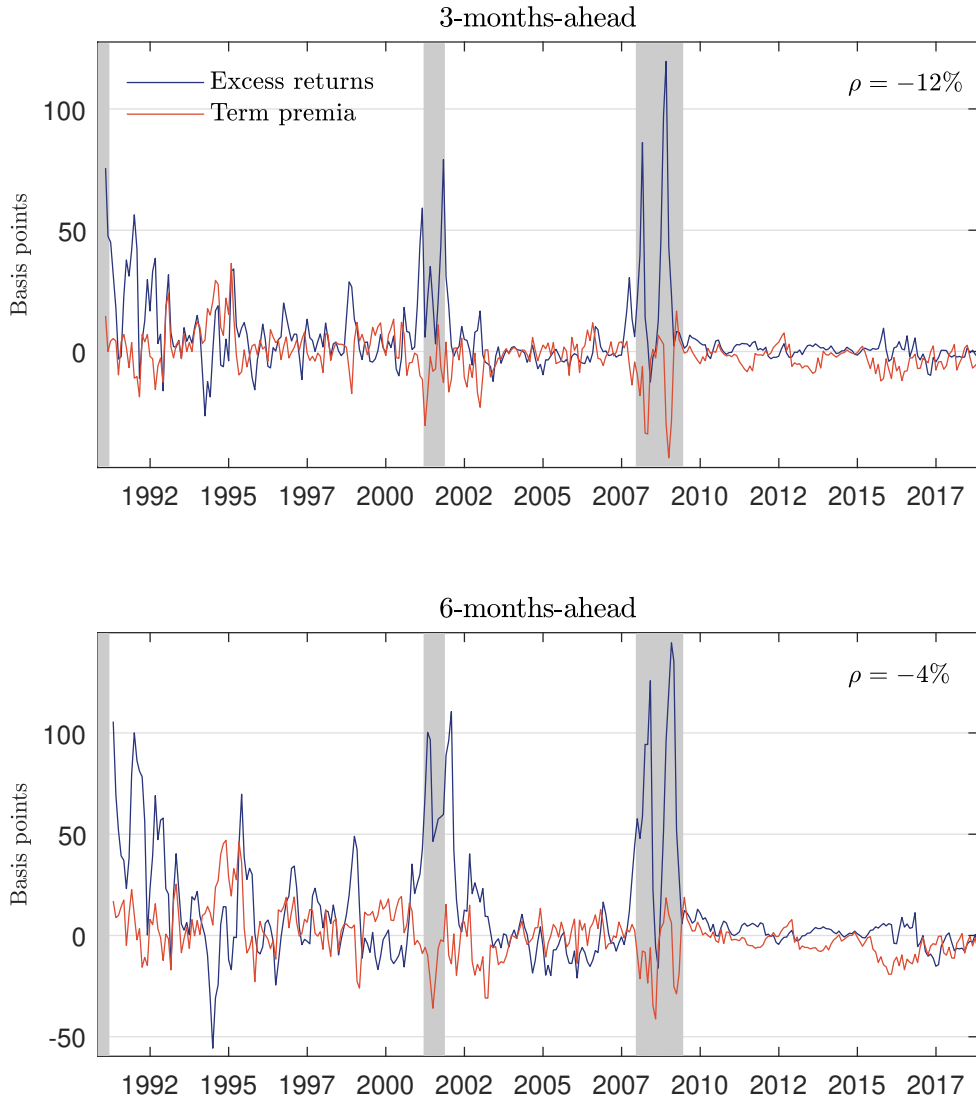 3-months-ahead
Excess returns
Term premia
ρ = −12%
Basis points
100
50
0
1992 1995 1997 2000 2002 2005 2007 2010 2012 2015 2017
6-months-ahead
ρ = −4%
Basis points
100
50
0
-50
1992 1995 1997 2000 2002 2005 2007 2010 2012 2015 2017